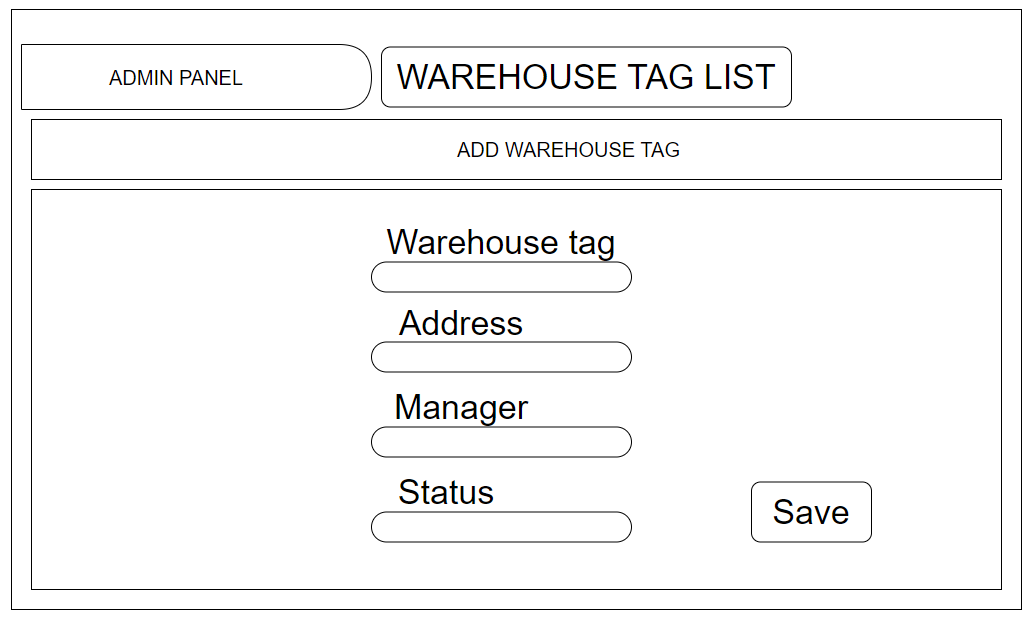 ADMIN PANEL
WAREHOUSE TAG LIST
ADD WAREHOUSE TAG
Warehouse tag
Address
Manager
Status
Save